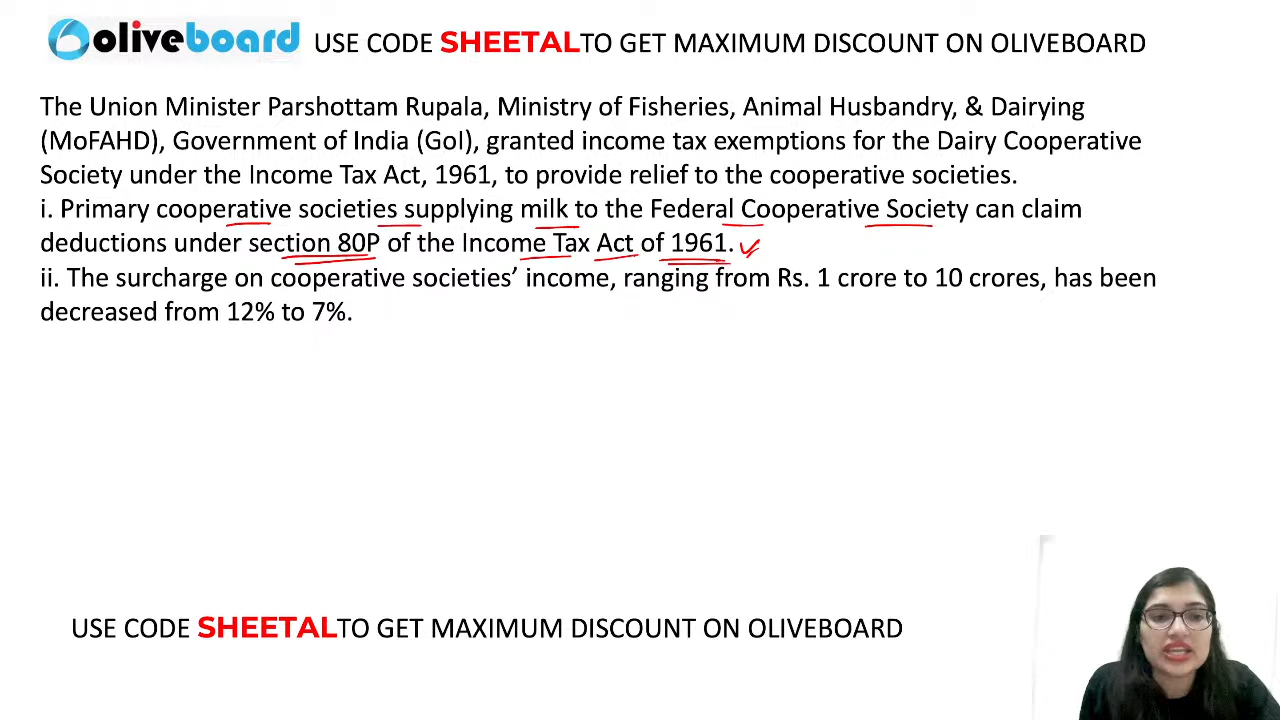 oliveboard USE CODE SHEETAL TO GET MAXIMUM DISCOUNT ON OLIVEBOARD
The Union Minister Parshottam Rupala, Ministry of Fisheries, Animal Husbandry, & Dairying
(MoFAHD), Government of India (GoI), granted income tax exemptions for the Dairy Cooperative
Society under the Income Tax Act, 1961, to provide relief to the cooperative societies.
i. Primary cooperative societies supplying milk to the Federal Cooperative Society can claim
deductions under section 80P of the Income Tax Act of 1961.
ii. The surcharge on cooperative societies’ income, ranging from Rs. 1 crore to 10 crores, has been
decreased from 12% to 7%.
USE CODE SHEETALTO GET MAXIMUM DISCOUNT ON OLIVEBOARD